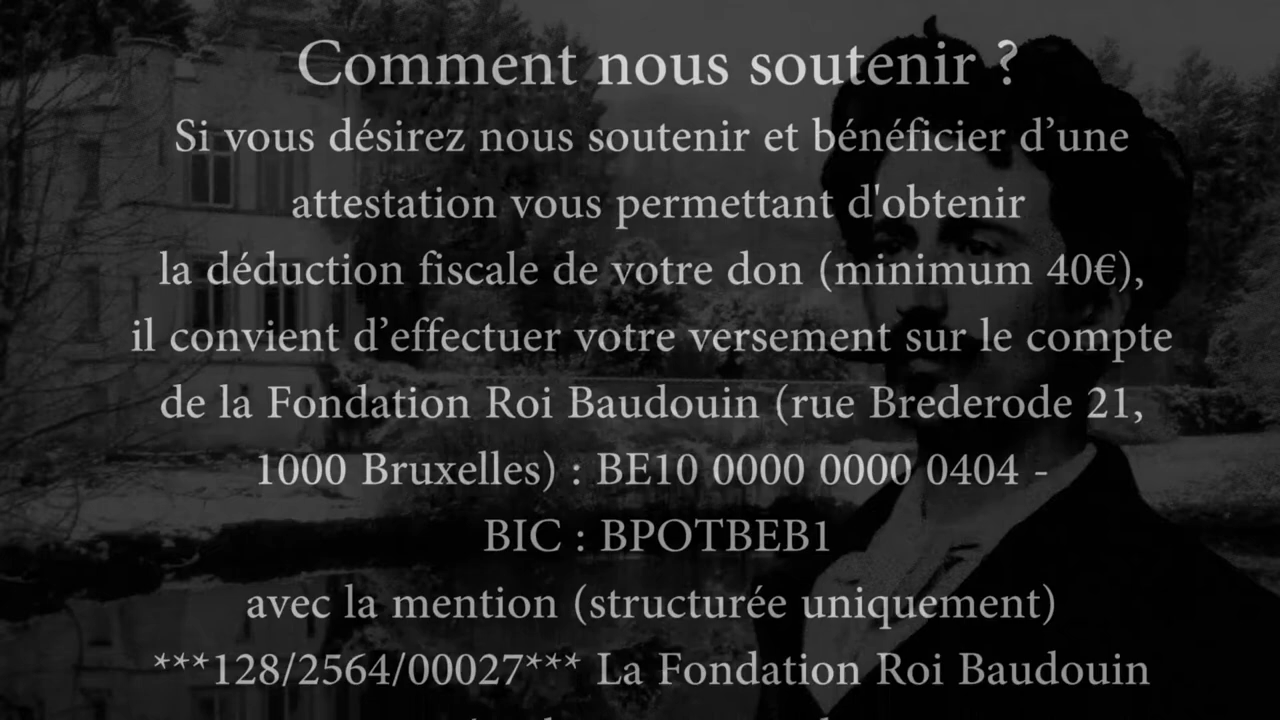 Comment nous soutenir ?
Si vous désirez nous soutenir et bénéficier d’une
attestation vous permettant d'obtenir
la déduction fiscale de votre don (minimum 40€),
il convient d’effectuer votre versement sur le compte
de la Fondation Roi Baudouin (rue Brederode 21,
1000 Bruxelles) : BE10 0000 0000 0404 -
BIC : BPOTBEB1
avec la mention (structurée uniquement)
***128/2564/00027*** La Fondation Roi Baudouin